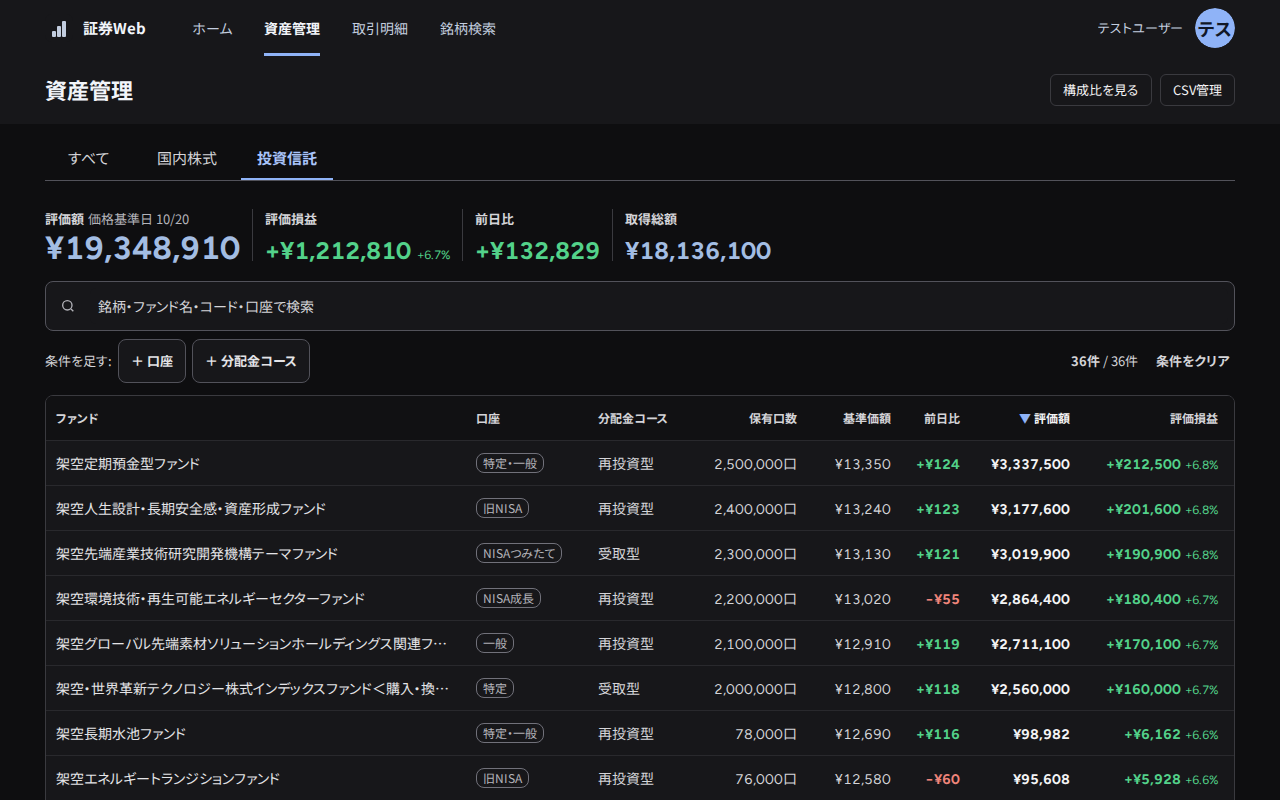 証券Web ホーム 資産管理 取引明細 銘柄検索 テストユーザー テス
資産管理 構成比を見る CSV管理
すべて 国内株式 投資信託
評価額 価格基準日 10/20 評価損益 前日比 取得総額
¥19,348,910 +¥1,212,810 +6.7% +¥132,829 ¥18,136,100
銘柄・ファンド名・コード・口座で検索
条件を足す: ＋ 口座 ＋ 分配金コース 36件 / 36件 条件をクリア
ファンド 口座 分配金コース 保有口数 基準価額 前日比 ▼ 評価額 評価損益
架空定期預金型ファンド 特定・一般 再投資型 2,500,000口 ¥13,350 +¥124 ¥3,337,500 +¥212,500 +6.8%
架空人生設計・長期安全感・資産形成ファンド 旧NISA 再投資型 2,400,000口 ¥13,240 +¥123 ¥3,177,600 +¥201,600 +6.8%
架空先端産業技術研究開発機構テーマファンド NISAつみたて 受取型 2,300,000口 ¥13,130 +¥121 ¥3,019,900 +¥190,900 +6.8%
架空環境技術・再生可能エネルギーセクターファンド NISA成長 再投資型 2,200,000口 ¥13,020 -¥55 ¥2,864,400 +¥180,400 +6.7%
架空グローバル先端素材ソリューションホールディングス関連フ… 一般 再投資型 2,100,000口 ¥12,910 +¥119 ¥2,711,100 +¥170,100 +6.7%
架空・世界革新テクノロジー株式インデックスファンド＜購入・換… 特定 受取型 2,000,000口 ¥12,800 +¥118 ¥2,560,000 +¥160,000 +6.7%
架空長期水池ファンド 特定・一般 再投資型 78,000口 ¥12,690 +¥116 ¥98,982 +¥6,162 +6.6%
架空エネルギートランジションファンド 旧NISA 再投資型 76,000口 ¥12,580 -¥60 ¥95,608 +¥5,928 +6.6%